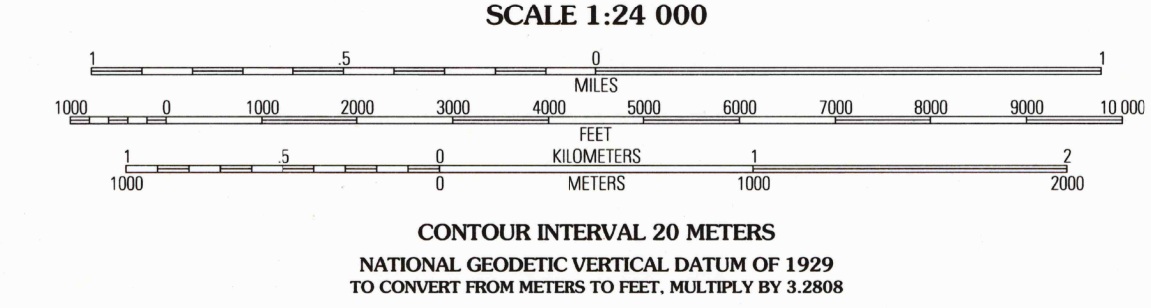 SCALE 1:24 000
1 .5 0 1
MILES
1000 0 1000 2000 3000 4000 5000 6000 7000 8000 9000 10 000
FEET
1 .5 0 KILOMETERS 1 2
1000 0 METERS 1000 2000
CONTOUR INTERVAL 20 METERS
NATIONAL GEODETIC VERTICAL DATUM OF 1929
TO CONVERT FROM METERS TO FEET, MULTIPLY BY 3.2808